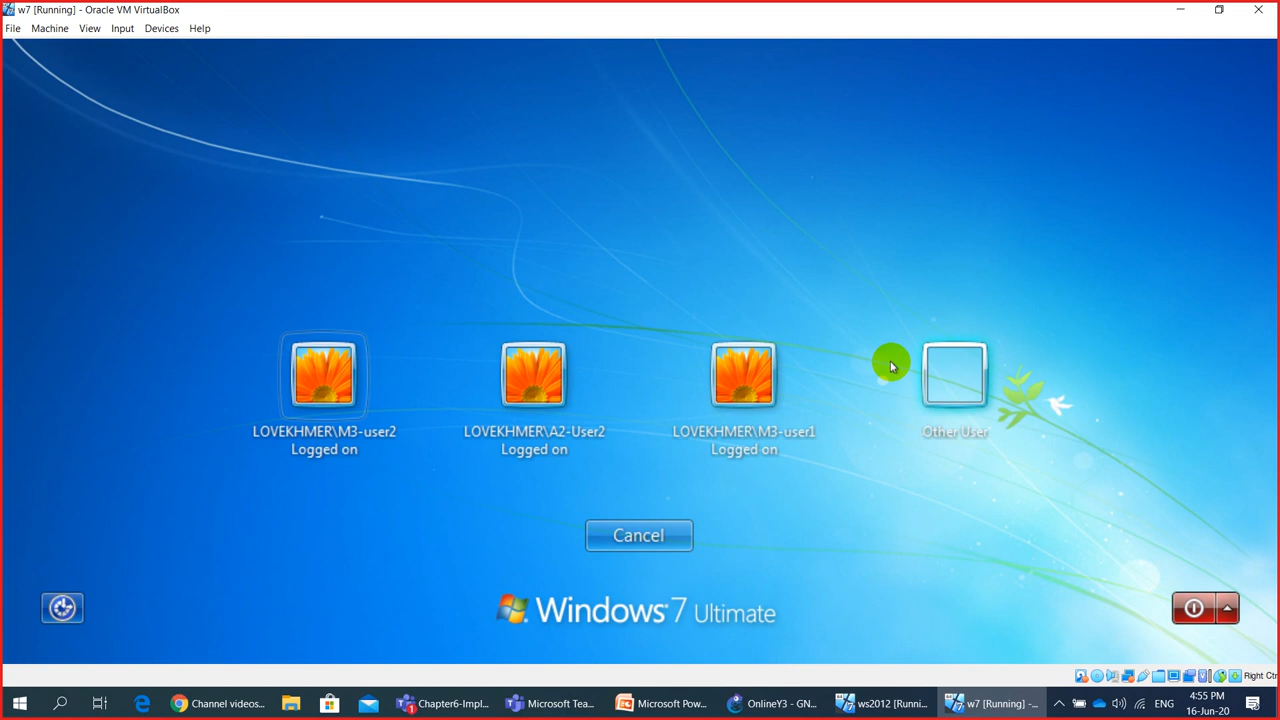 w7 [Running] - Oracle VM VirtualBox
File Machine View Input Devices Help
LOVEKHMER\M3-user2
Logged on
LOVEKHMER\A2-User2
Logged on
LOVEKHMER\M3-user1
Logged on
Other User
Cancel
Windows 7 Ultimate
Right Ctrl
Channel videos...
Chapter6-Impl...
Microsoft Tea...
Microsoft Pow...
OnlineY3 - GN...
ws2012 [Runni...
w7 [Running] -...
ENG
4:55 PM
16-Jun-20